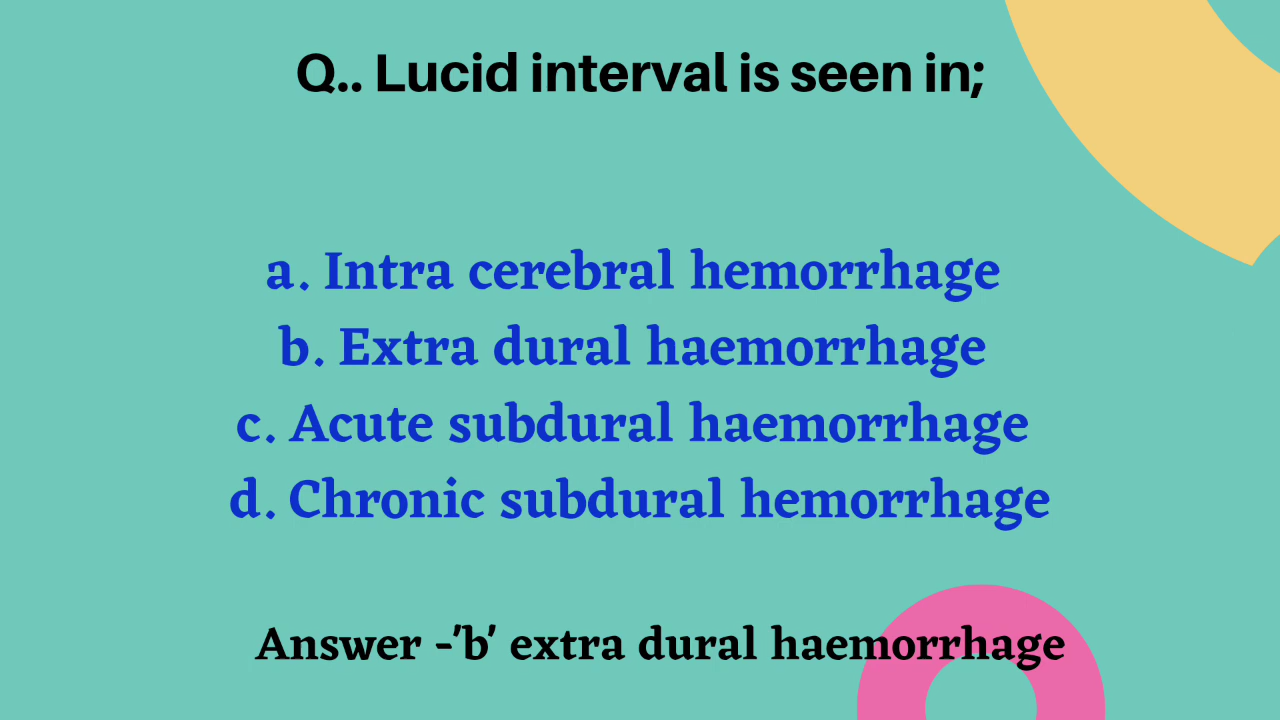 Q.. Lucid interval is seen in;
a. Intra cerebral hemorrhage
b. Extra dural haemorrhage
c. Acute subdural haemorrhage
d. Chronic subdural hemorrhage
Answer -'b' extra dural haemorrhage